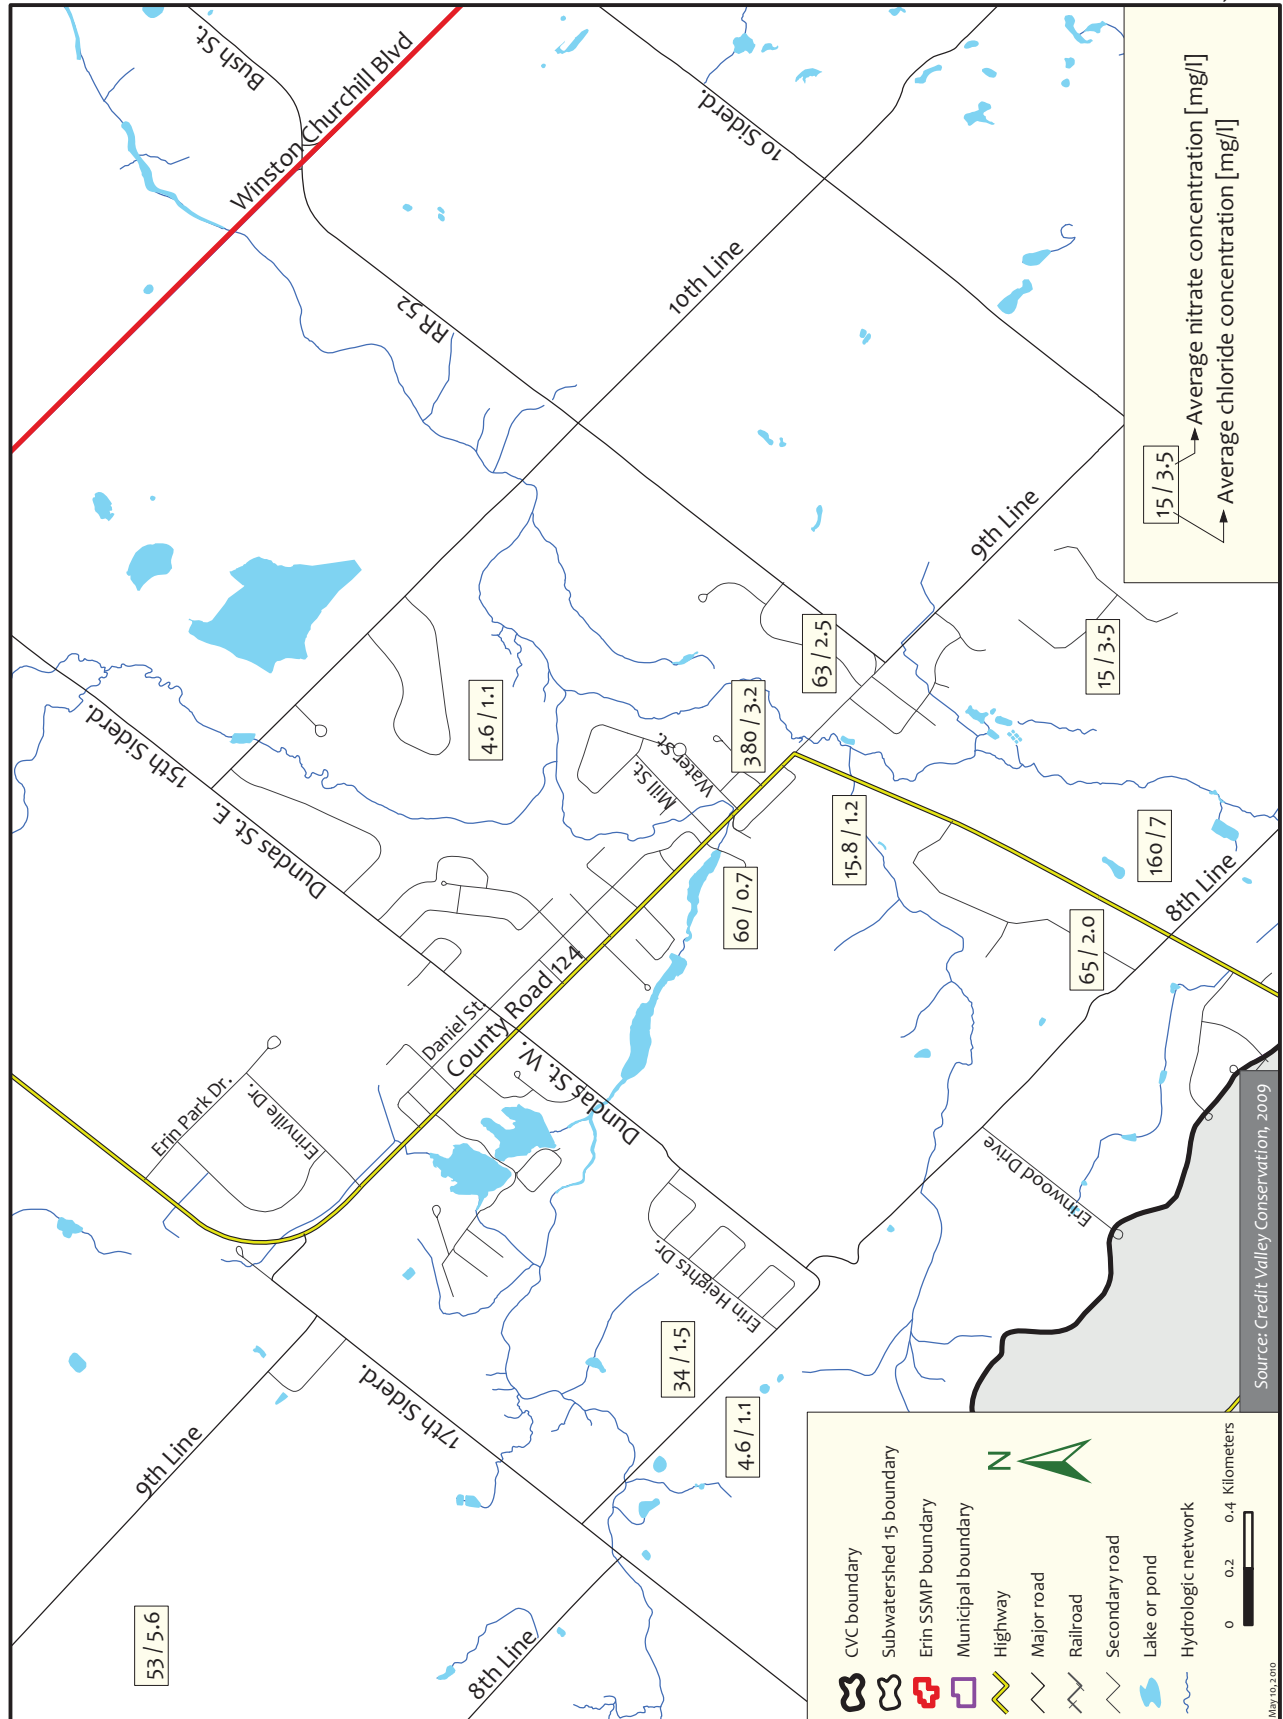 Bush St.
Winston Churchill Blvd
10 Siderd.
RR 52
10th Line
9th Line
15th Siderd.
Dundas St. E.
4.6 / 1.1
63 / 2.5
15 / 3.5
380 / 3.2
Mill St.
Water St.
15.8 / 1.2
60 / 0.7
160 / 7
65 / 2.0
8th Line
Daniel St.
County Road 124
Dundas St. W.
Erin Park Dr.
Erinville Dr.
Erinwood Drive
Erin Heights Dr.
34 / 1.5
4.6 / 1.1
17th Siderd.
9th Line
53 / 5.6
8th Line
15 / 3.5
Average nitrate concentration [mg/l]
Average chloride concentration [mg/l]
CVC boundary
Subwatershed 15 boundary
Erin SSMP boundary
Municipal boundary
Highway
Major road
Railroad
Secondary road
Lake or pond
Hydrologic network
N
0 0.2 0.4 Kilometers
Source: Credit Valley Conservation, 2009
May 10, 2010